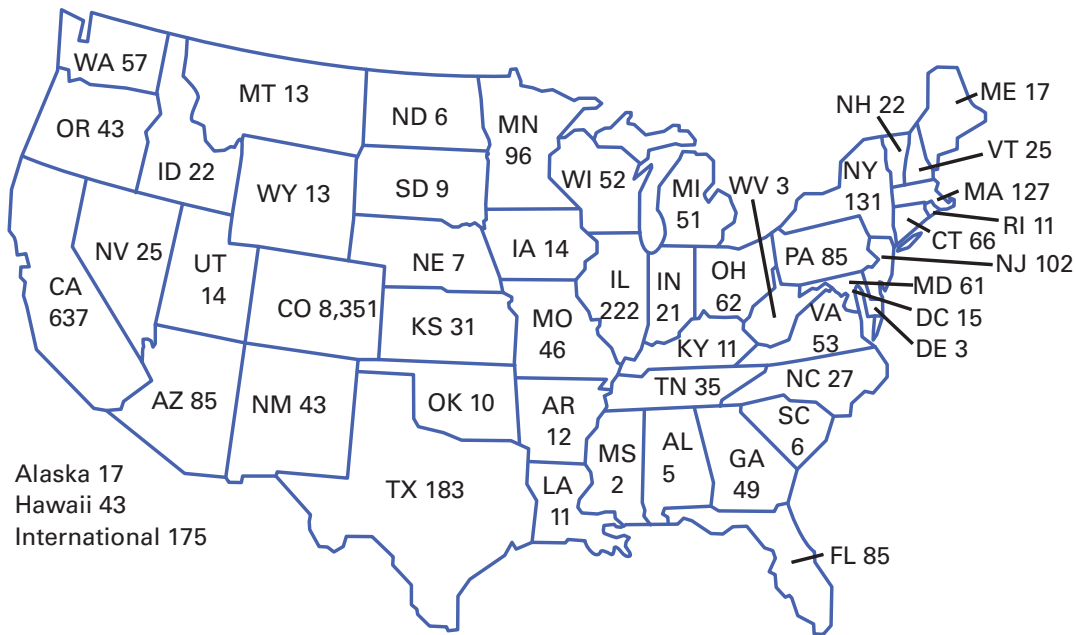 WA 57
MT 13
ND 6
OR 43
MN
96
ID 22
WY 13
SD 9
WI 52
MI
51
WV 3
NH 22
ME 17
VT 25
NY
131
MA 127
RI 11
CT 66
NJ 102
PA 85
MD 61
DC 15
DE 3
NV 25
UT
14
CA
637
CO 8,351
NE 7
IA 14
IL
222
IN
21
OH
62
KS 31
MO
46
KY 11
VA
53
AZ 85
NM 43
OK 10
AR
12
TN 35
NC 27
SC
6
MS
2
AL
5
GA
49
TX 183
LA
11
FL 85
Alaska 17
Hawaii 43
International 175